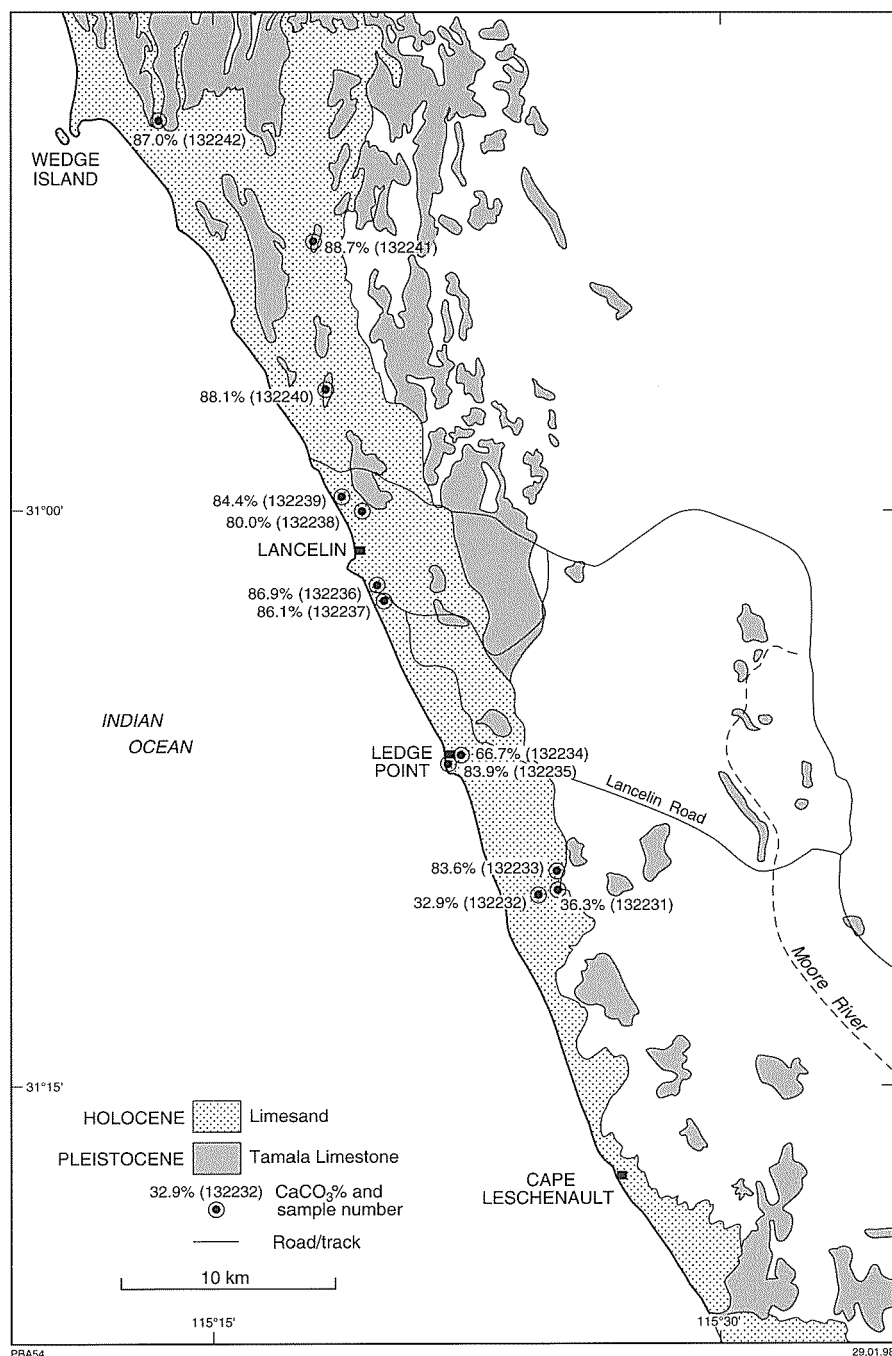 87.0% (132242)
WEDGE
ISLAND
88.7% (132241)
88.1% (132240)
84.4% (132239)
31°00'
80.0% (132238)
LANCELIN
86.9% (132236)
86.1% (132237)
INDIAN
OCEAN
LEDGE
POINT
66.7% (132234)
83.9% (132235)
Lancelin Road
83.6% (132233)
32.9% (132232)
36.3% (132231)
Moore River
31°15'
HOLOCENE Limesand
PLEISTOCENE Tamala Limestone
32.9% (132232) CaCO₃% and
sample number
Road/track
10 km
CAPE
LESCHENAULT
115°15'
115°30'
PBA54